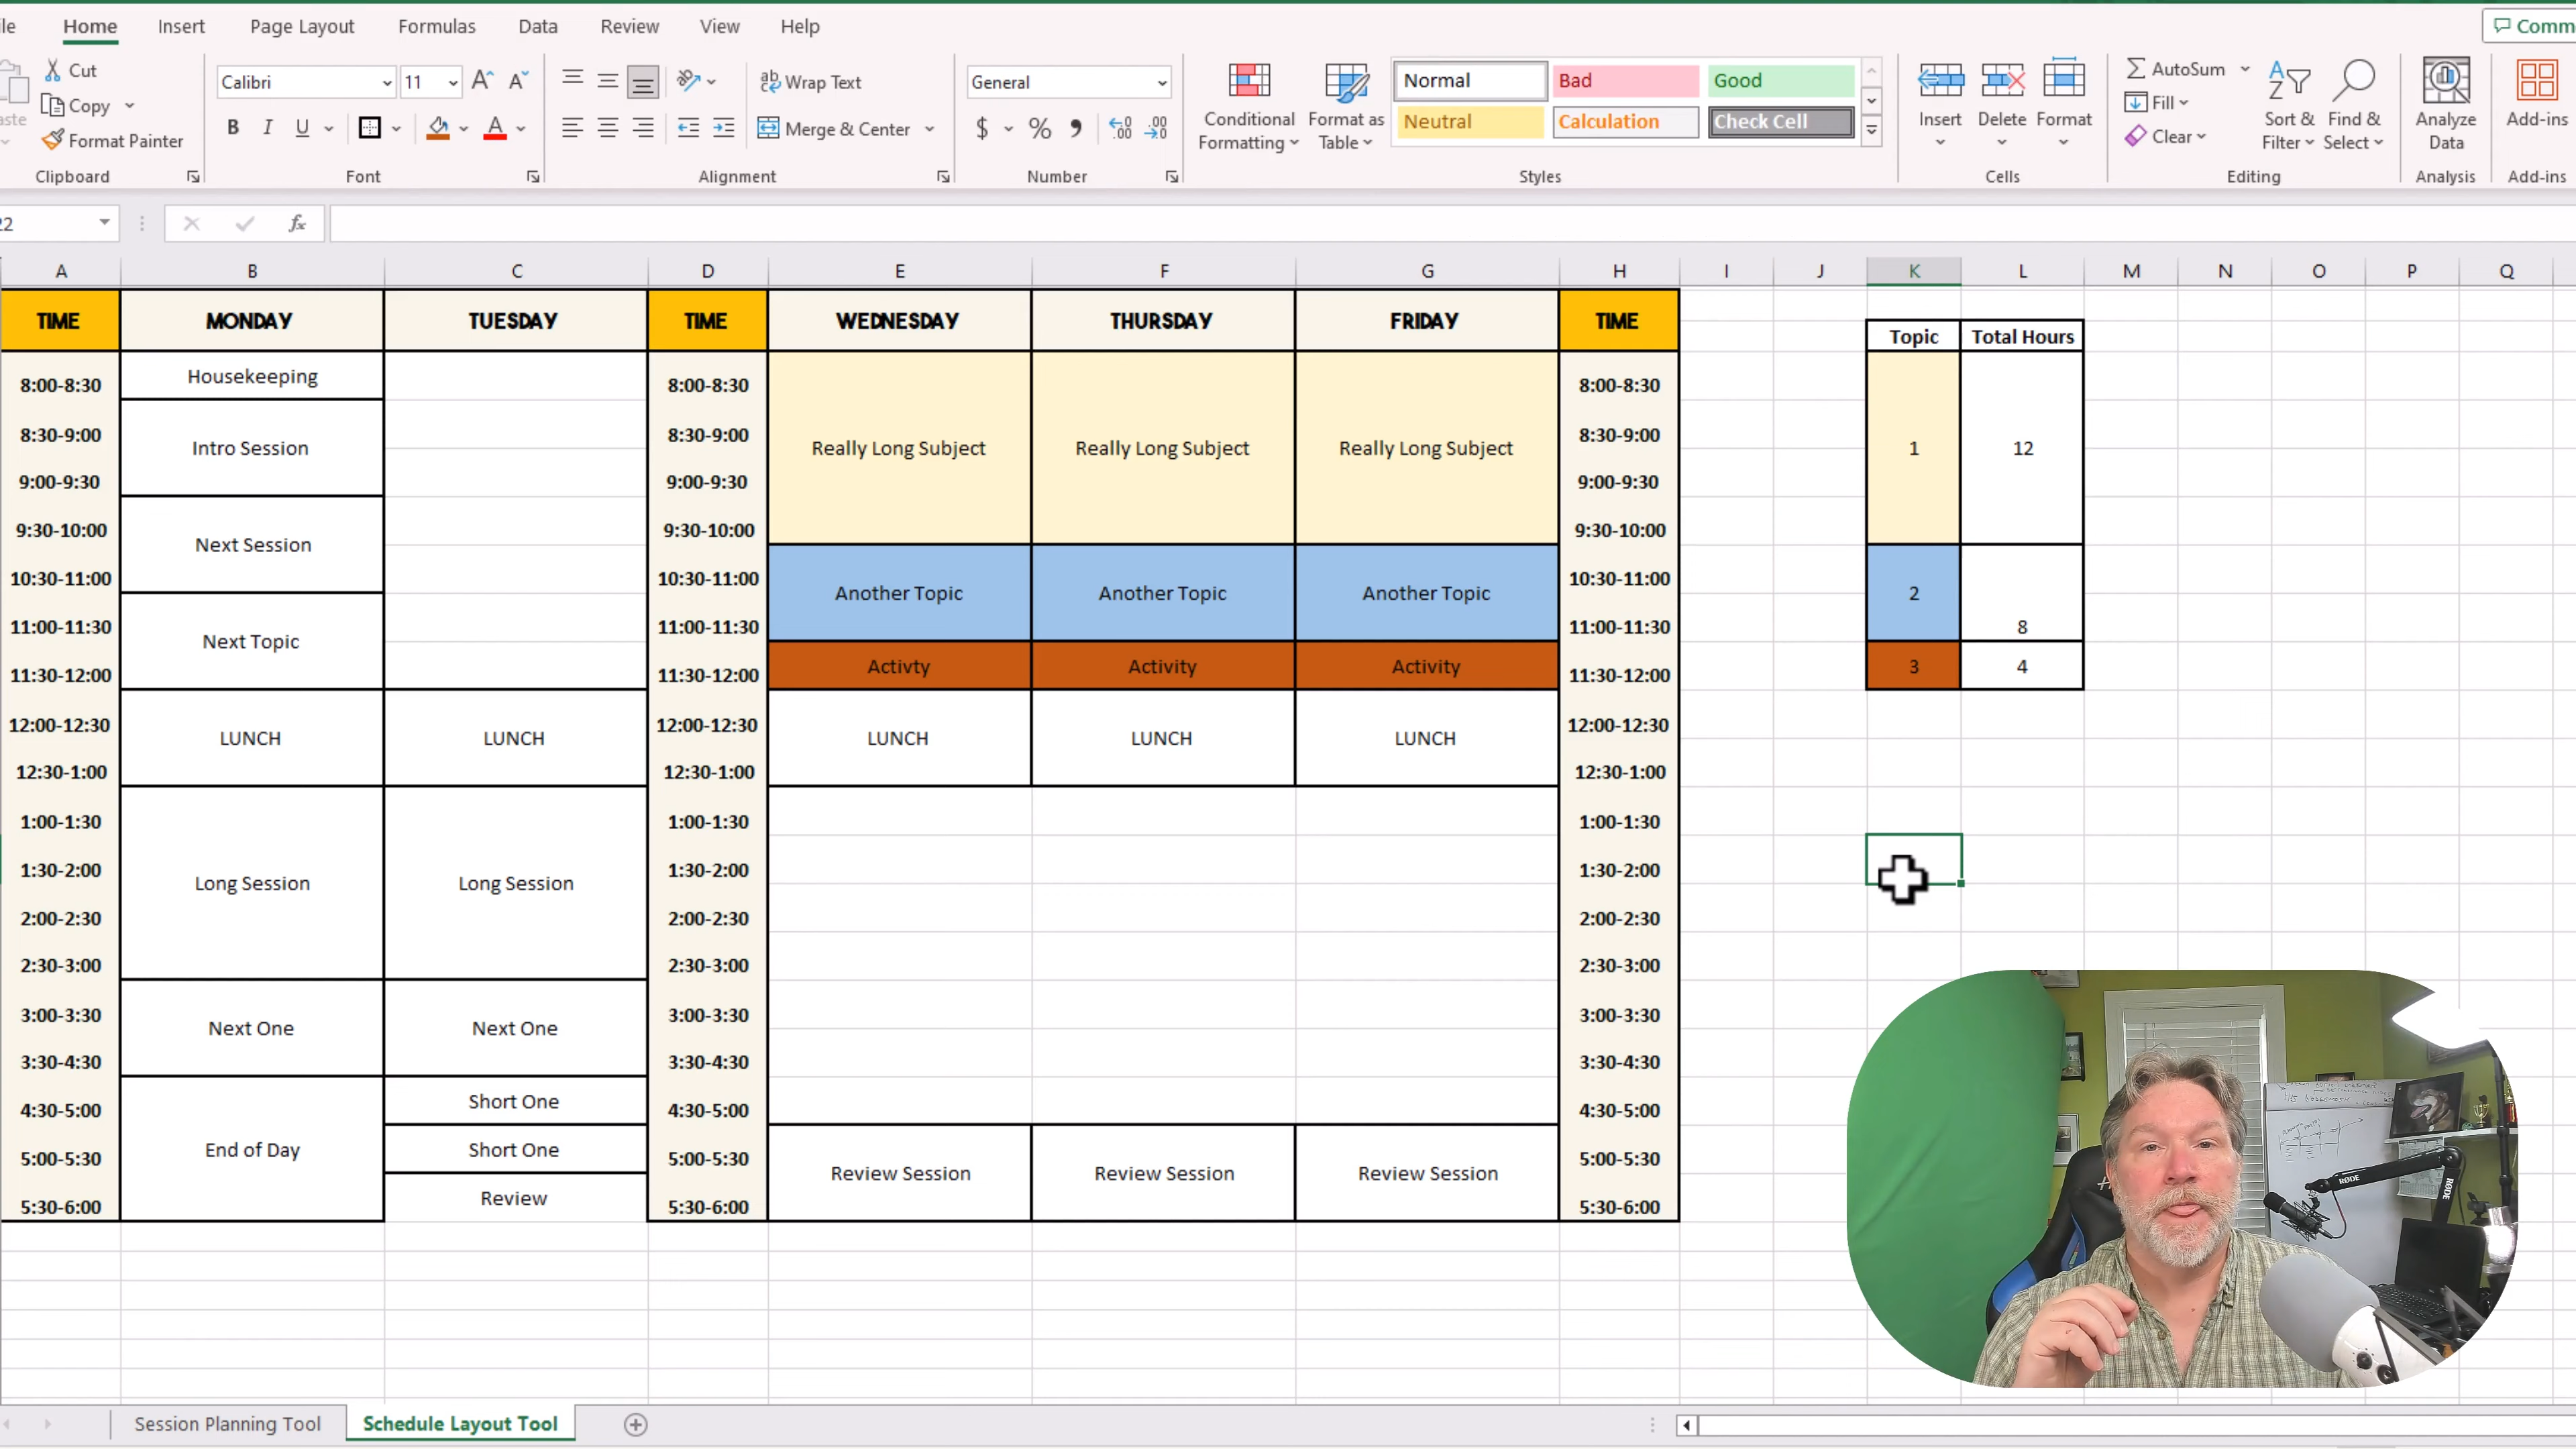 ile Home Insert Page Layout Formulas Data Review View Help Comm
Cut
Copy
Format Painter
aste
Clipboard
Calibri 11
B I U
Font
Wrap Text
Merge & Center
Alignment
General
$ %
Number
Conditional Formatting
Format as Table
Normal Bad Good
Neutral Calculation Check Cell
Styles
Insert Delete Format
Cells
AutoSum
Fill
Clear
Sort & Filter
Find & Select
Editing
Analyze Data
Analysis
Add-ins
Add-ins
22 fx
A B C D E F G H I J K L M N O P Q
TIME MONDAY TUESDAY TIME WEDNESDAY THURSDAY FRIDAY TIME
Topic Total Hours
8:00-8:30 Housekeeping 8:00-8:30 8:00-8:30
8:30-9:00 8:30-9:00 8:30-9:00
Intro Session Really Long Subject Really Long Subject Really Long Subject 1 12
9:00-9:30 9:00-9:30 9:00-9:30
9:30-10:00 9:30-10:00 9:30-10:00
Next Session
10:30-11:00 10:30-11:00 10:30-11:00
Another Topic Another Topic Another Topic 2
11:00-11:30 11:00-11:30 11:00-11:30 8
Next Topic
11:30-12:00 11:30-12:00 Activty Activity Activity 11:30-12:00 3 4
12:00-12:30 12:00-12:30 12:00-12:30
LUNCH LUNCH LUNCH LUNCH LUNCH
12:30-1:00 12:30-1:00 12:30-1:00
1:00-1:30 1:00-1:30 1:00-1:30
1:30-2:00 1:30-2:00 1:30-2:00
Long Session Long Session
2:00-2:30 2:00-2:30 2:00-2:30
2:30-3:00 2:30-3:00 2:30-3:00
3:00-3:30 3:00-3:30 3:00-3:30
Next One Next One
3:30-4:30 3:30-4:30 3:30-4:30
4:30-5:00 Short One 4:30-5:00 4:30-5:00
End of Day Short One
5:00-5:30 5:00-5:30 5:00-5:30
Review Session Review Session Review Session
5:30-6:00 Review 5:30-6:00 5:30-6:00
RØDE
RØDE
Session Planning Tool Schedule Layout Tool